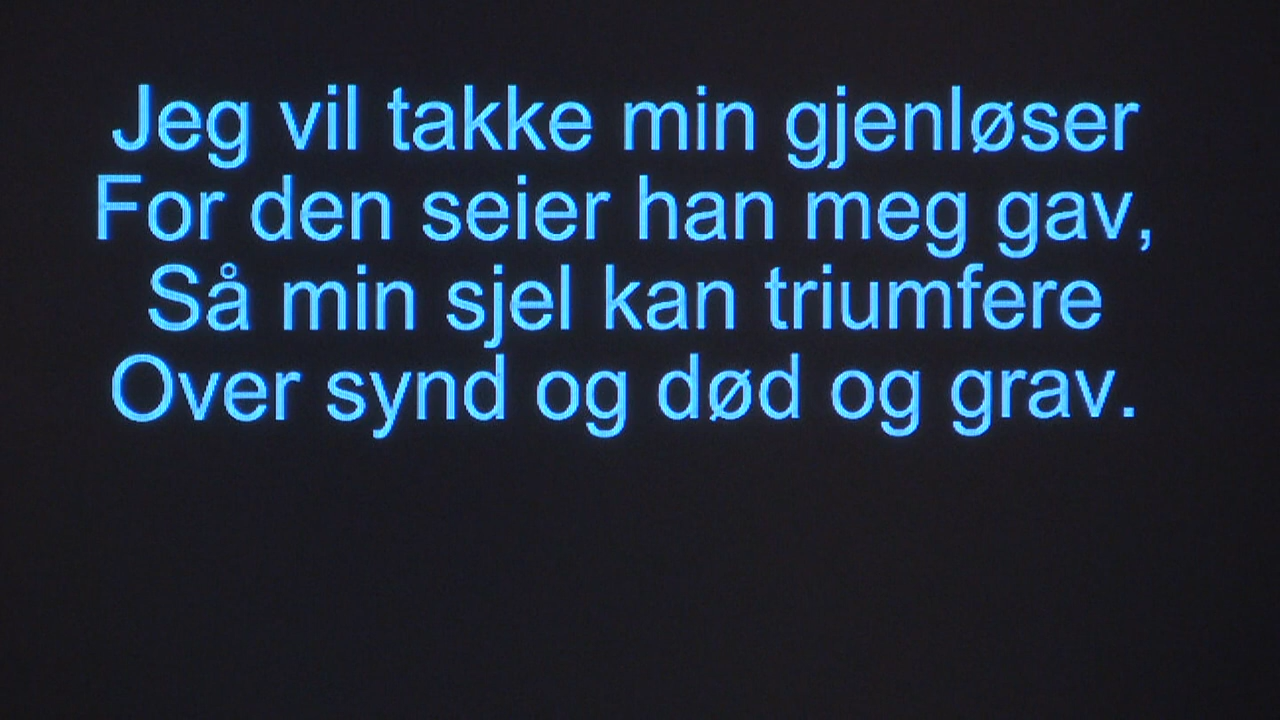 Jeg vil takke min gjenløser
For den seier han meg gav,
Så min sjel kan triumfere
Over synd og død og grav.